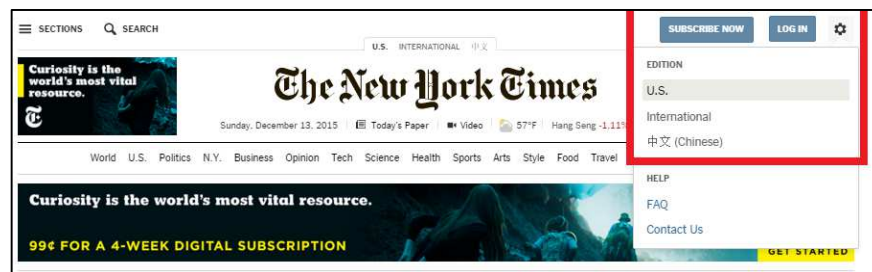 SECTIONS SEARCH SUBSCRIBE NOW LOG IN
U.S. INTERNATIONAL 中文
Curiosity is the
world's most vital
resource.
The New York Times
Sunday, December 13, 2015 Today's Paper Video 57°F Hang Seng -1.11%
World U.S. Politics N.Y. Business Opinion Tech Science Health Sports Arts Style Food Travel
EDITION
U.S.
International
中文 (Chinese)
HELP
FAQ
Contact Us
Curiosity is the world's most vital resource.
99¢ FOR A 4-WEEK DIGITAL SUBSCRIPTION
GET STARTED